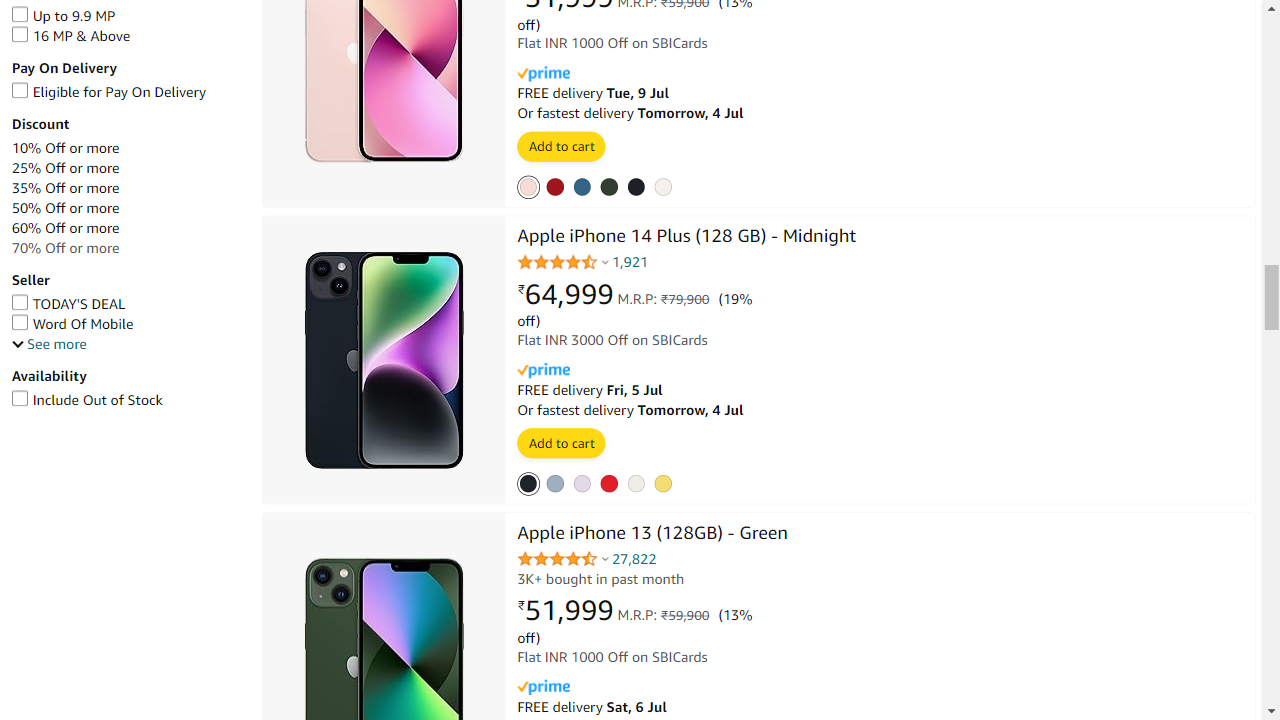 Up to 9.9 MP
16 MP & Above
Pay On Delivery
Eligible for Pay On Delivery
Discount
10% Off or more
25% Off or more
35% Off or more
50% Off or more
60% Off or more
70% Off or more
Seller
TODAY'S DEAL
Word Of Mobile
See more
Availability
Include Out of Stock
₹51,999 M.R.P: ₹59,900 (13%
off)
Flat INR 1000 Off on SBICards
prime
FREE delivery Tue, 9 Jul
Or fastest delivery Tomorrow, 4 Jul
Add to cart
Apple iPhone 14 Plus (128 GB) - Midnight
1,921
₹64,999 M.R.P: ₹79,900 (19%
off)
Flat INR 3000 Off on SBICards
prime
FREE delivery Fri, 5 Jul
Or fastest delivery Tomorrow, 4 Jul
Add to cart
Apple iPhone 13 (128GB) - Green
27,822
3K+ bought in past month
₹51,999 M.R.P: ₹59,900 (13%
off)
Flat INR 1000 Off on SBICards
prime
FREE delivery Sat, 6 Jul